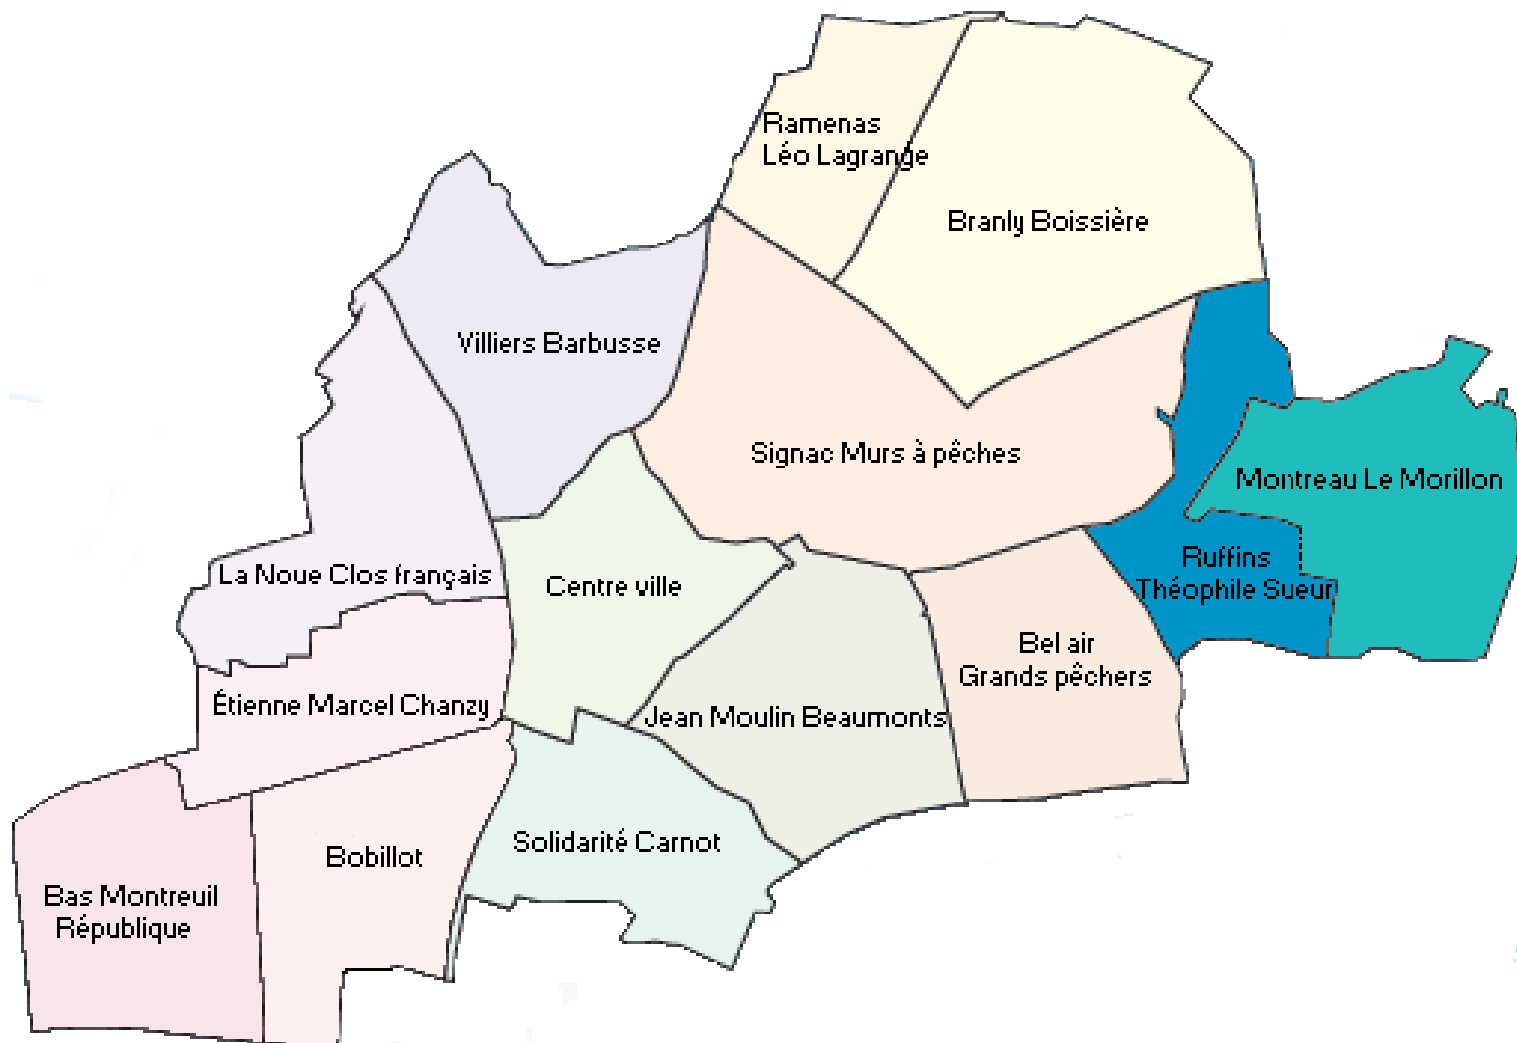 Ramenas
Léo Lagrange
Branly Boissière
Villiers Barbusse
Signac Murs à pêches
Montreau Le Morillon
La Noue Clos français
Centre ville
Ruffins
Théophile Sueur
Bel air
Grands pêchers
Étienne Marcel Chanzy
Jean Moulin Beaumonts
Solidarité Carnot
Bobillot
Bas Montreuil
République